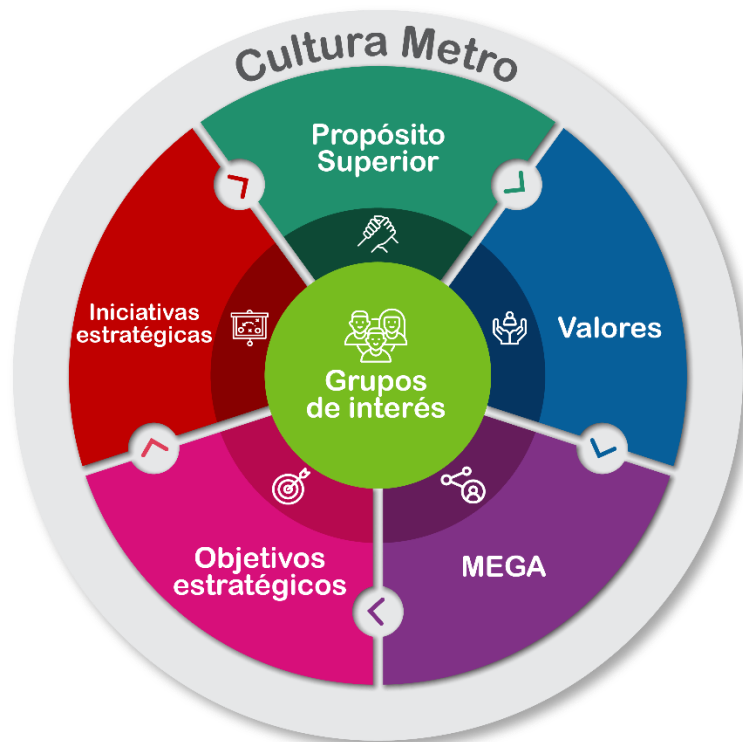 Cultura Metro
Propósito
Superior
Valores
MEGA
Objetivos
estratégicos
Iniciativas
estratégicas
Grupos
de interés